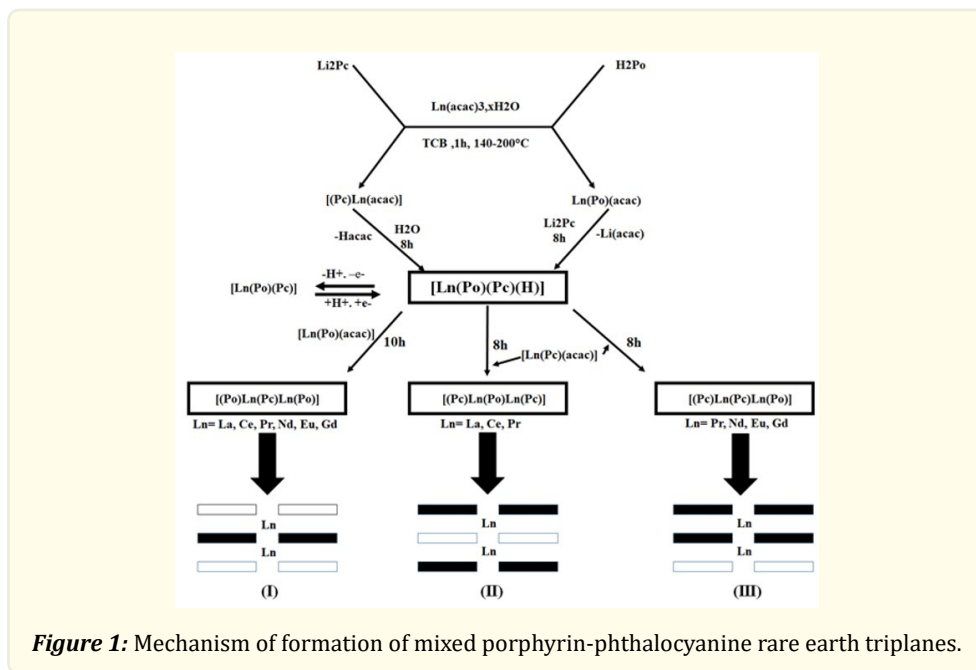 Li2Pc
H2Po
Ln(acac)3,xH2O
TCB ,1h, 140-200°C
[(Pc)Ln(acac)]
Ln(Po)(acac)
-Hacac
H2O
8h
Li2Pc
8h
-Li(acac)
[Ln(Po)(Pc)]
-H+. –e-
+H+. +e-
[Ln(Po)(Pc)(H)]
[Ln(Po)(acac)]
10h
8h
[Ln(Pc)(acac)]
8h
[(Po)Ln(Pc)Ln(Po)]
[(Pc)Ln(Po)Ln(Pc)]
[(Pc)Ln(Pc)Ln(Po)]
Ln= La, Ce, Pr, Nd, Eu, Gd
Ln= La, Ce, Pr
Ln= Pr, Nd, Eu, Gd
Ln
Ln
Ln
Ln
Ln
Ln
(I)
(II)
(III)
Figure 1: Mechanism of formation of mixed porphyrin-phthalocyanine rare earth triplanes.